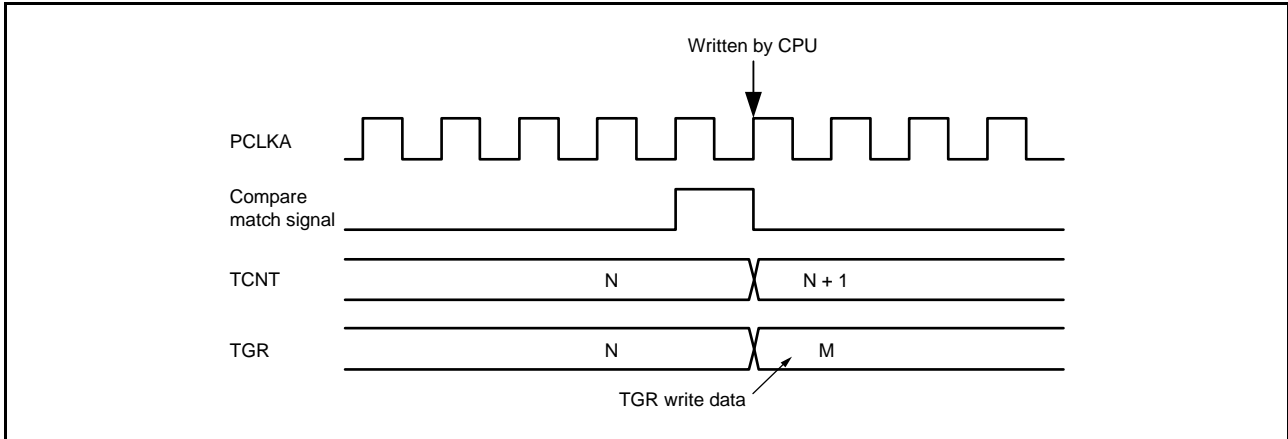 Written by CPU
PCLKA
Compare
match signal
TCNT
N
N + 1
TGR
N
M
TGR write data